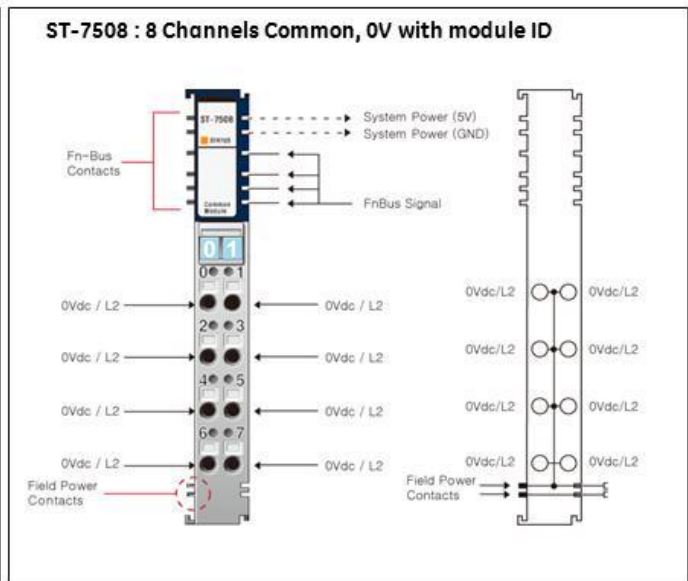 ST-7508 : 8 Channels Common, 0V with module ID
ST-7508
STATUS
Common
Module
Fn-Bus
Contacts
System Power (5V)
System Power (GND)
FnBus Signal
0 1
0 1
0Vdc / L2
0Vdc / L2
2 3
0Vdc / L2
0Vdc / L2
4 5
0Vdc / L2
0Vdc / L2
6 7
0Vdc / L2
0Vdc / L2
Field Power
Contacts
0Vdc/L2
0Vdc/L2
0Vdc/L2
0Vdc/L2
0Vdc/L2
0Vdc/L2
0Vdc/L2
0Vdc/L2
Field Power
Contacts